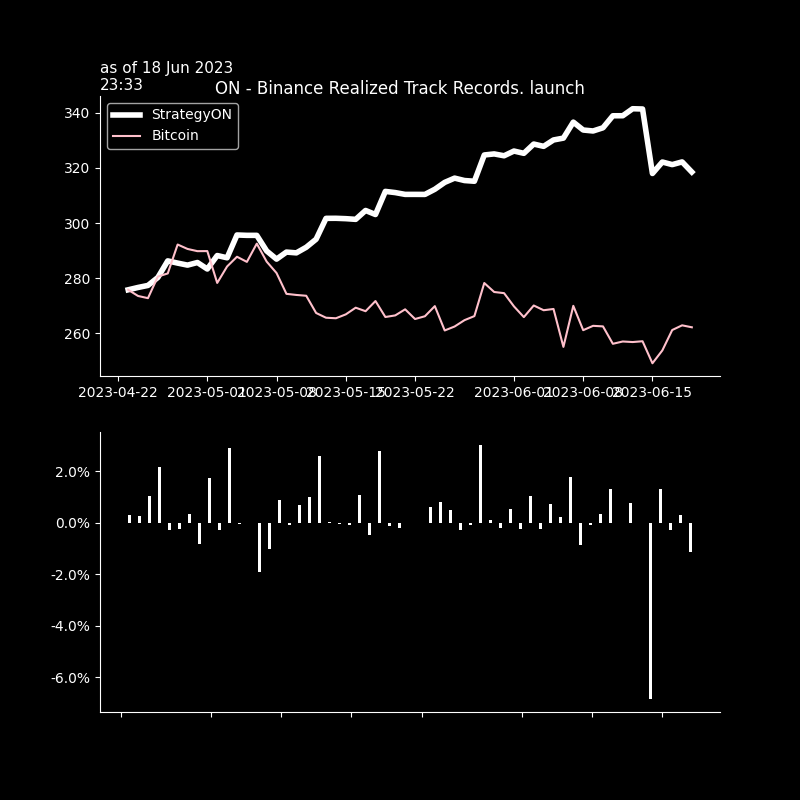 as of 18 Jun 2023
23:33
ON - Binance Realized Track Records. launch
StrategyON
Bitcoin
340
320
300
280
260
2023-04-22 2023-05-01 2023-05-08 2023-05-15 2023-05-22 2023-06-01 2023-06-08 2023-06-15
2.0%
0.0%
-2.0%
-4.0%
-6.0%